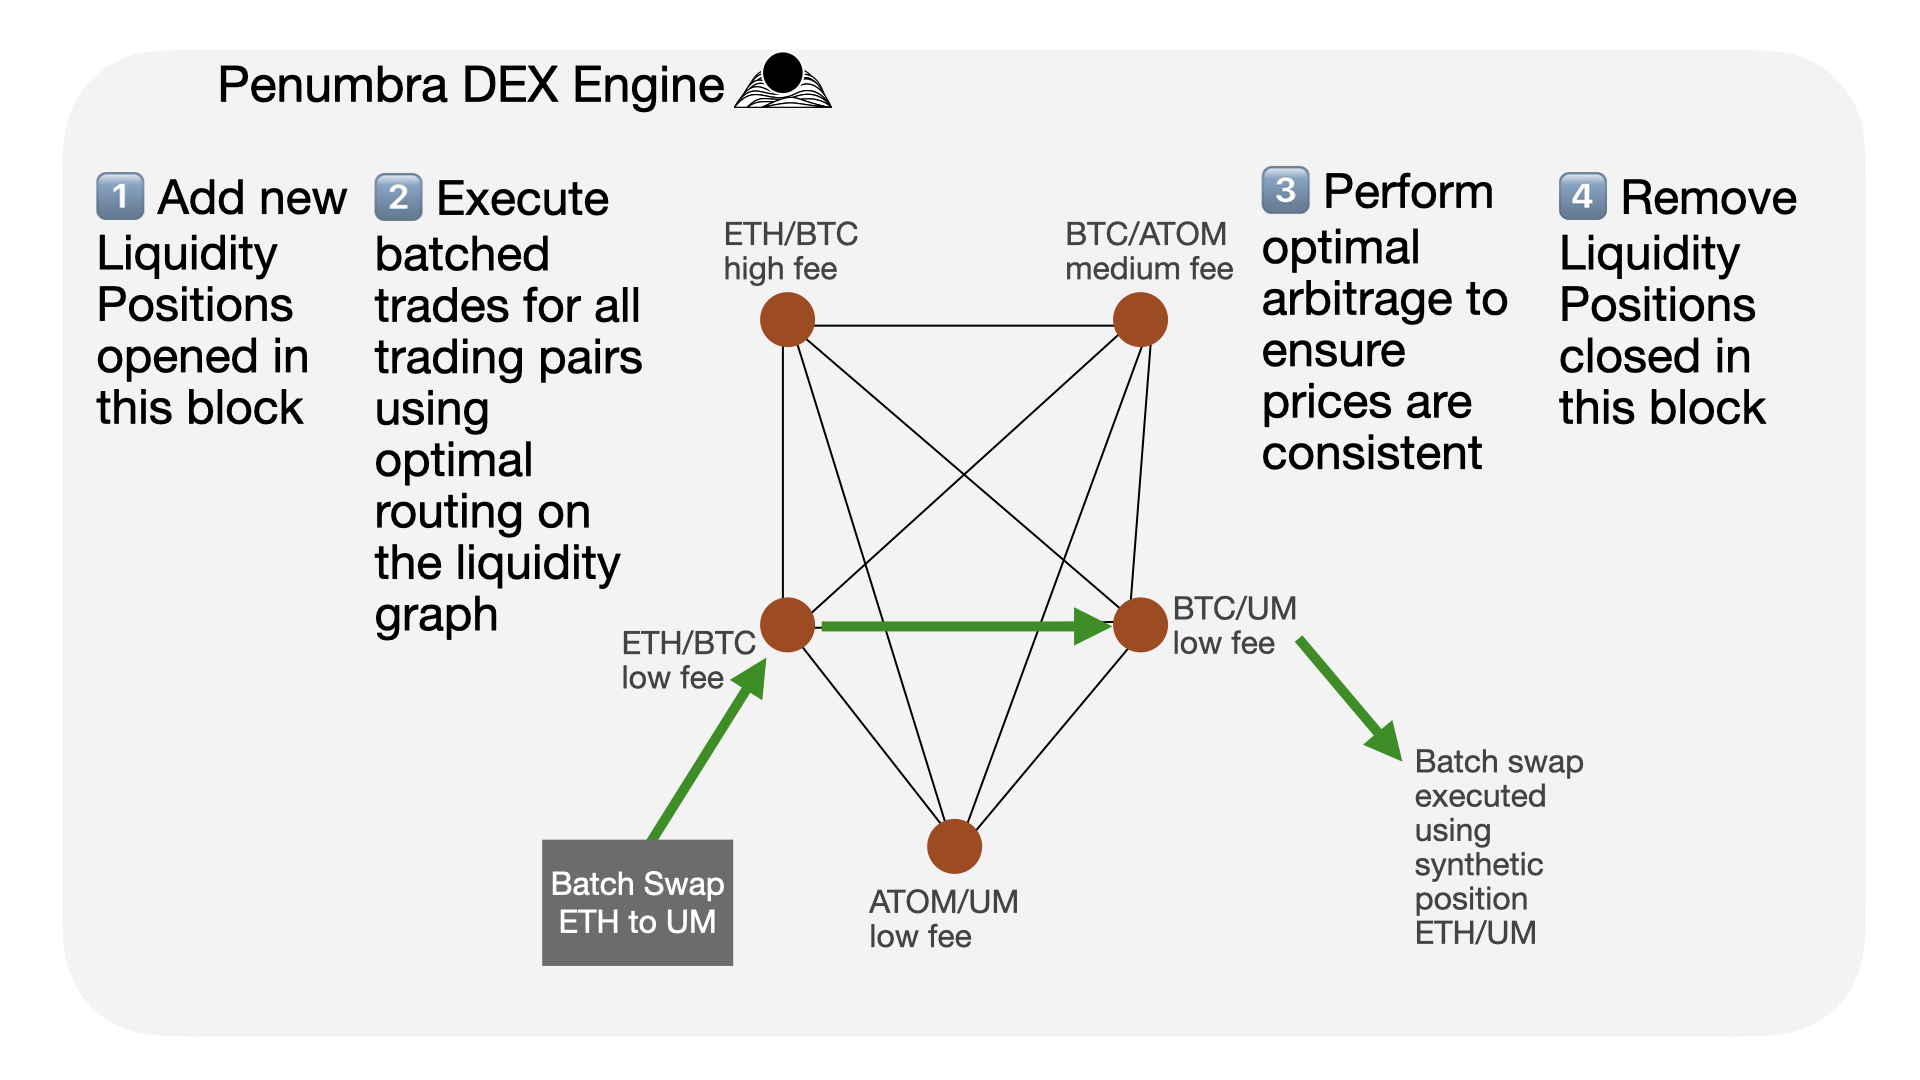 Penumbra DEX Engine
1 Add new
Liquidity
Positions
opened in
this block
2 Execute
batched
trades for all
trading pairs
using
optimal
routing on
the liquidity
graph
ETH/BTC
high fee
BTC/ATOM
medium fee
3 Perform
optimal
arbitrage to
ensure
prices are
consistent
4 Remove
Liquidity
Positions
closed in
this block
ETH/BTC
low fee
BTC/UM
low fee
Batch Swap
ETH to UM
ATOM/UM
low fee
Batch swap
executed
using
synthetic
position
ETH/UM